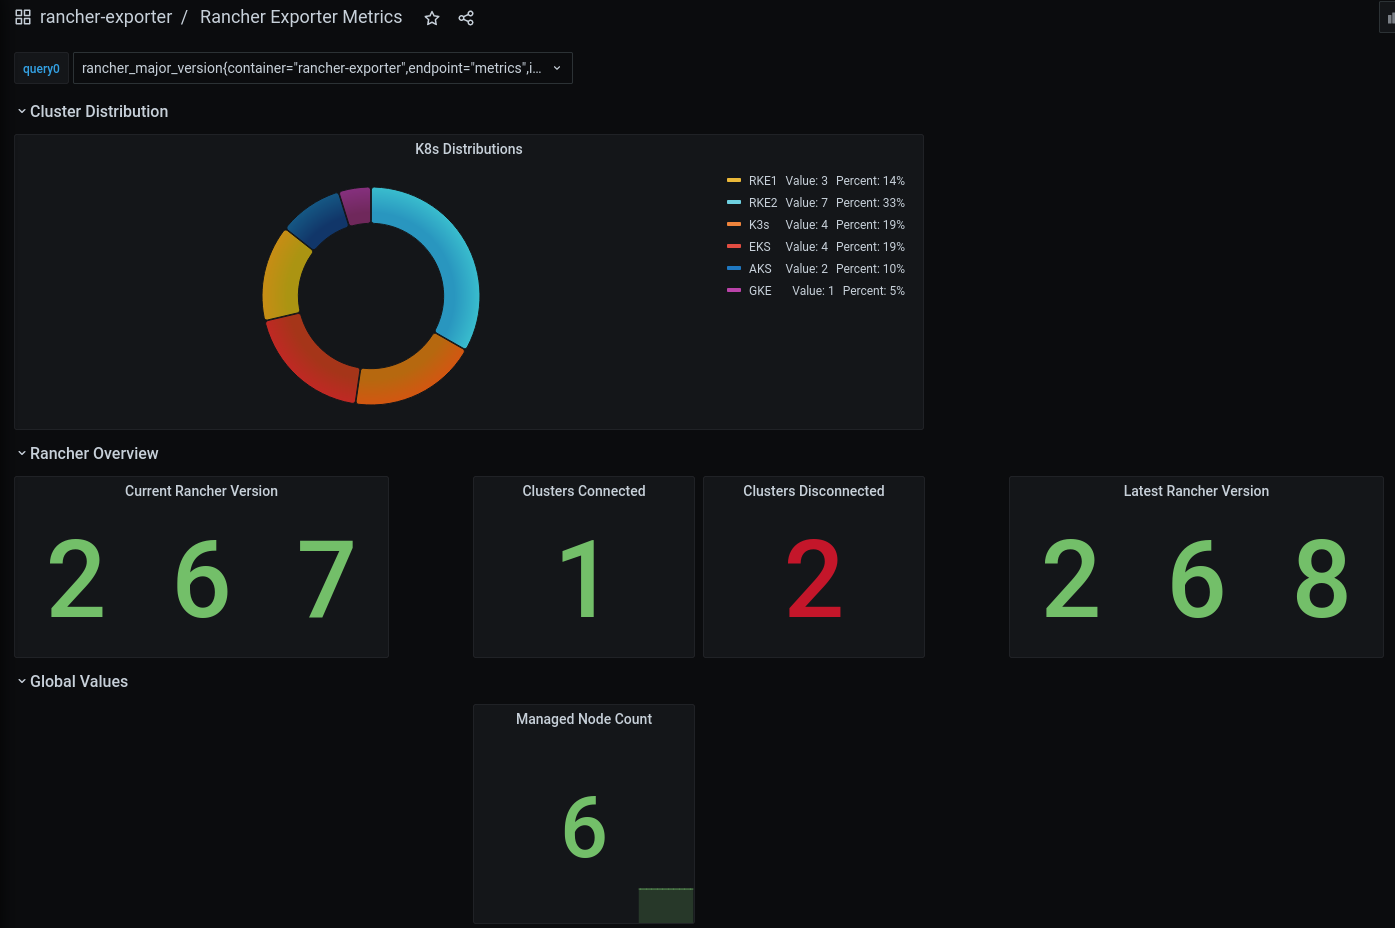 rancher-exporter / Rancher Exporter Metrics
query0 rancher_major_version{container="rancher-exporter",endpoint="metrics",i...
Cluster Distribution
K8s Distributions
RKE1 Value: 3 Percent: 14%
RKE2 Value: 7 Percent: 33%
K3s Value: 4 Percent: 19%
EKS Value: 4 Percent: 19%
AKS Value: 2 Percent: 10%
GKE Value: 1 Percent: 5%
Rancher Overview
Current Rancher Version
2 6 7
Clusters Connected
1
Clusters Disconnected
2
Latest Rancher Version
2 6 8
Global Values
Managed Node Count
6